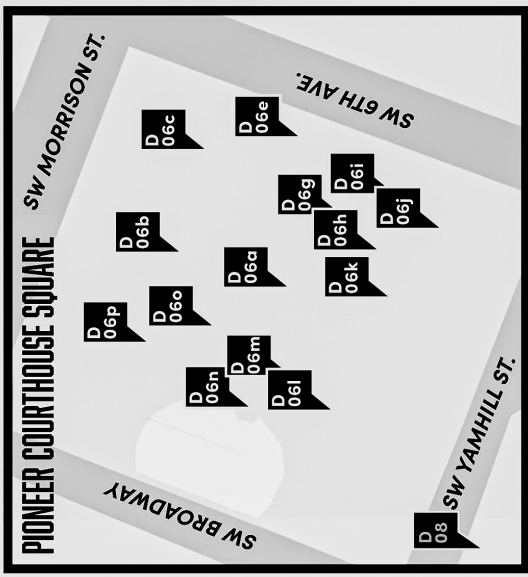 PIONEER COURTHOUSE SQUARE
SW MORRISON ST.
SW 6TH AVE.
SW YAMHILL ST.
SW BROADWAY
D
06c
D
06e
D
06i
D
06g
D
06j
D
06h
D
06b
D
06a
D
06k
D
06o
D
06p
D
06m
D
06n
D
06l
D
08